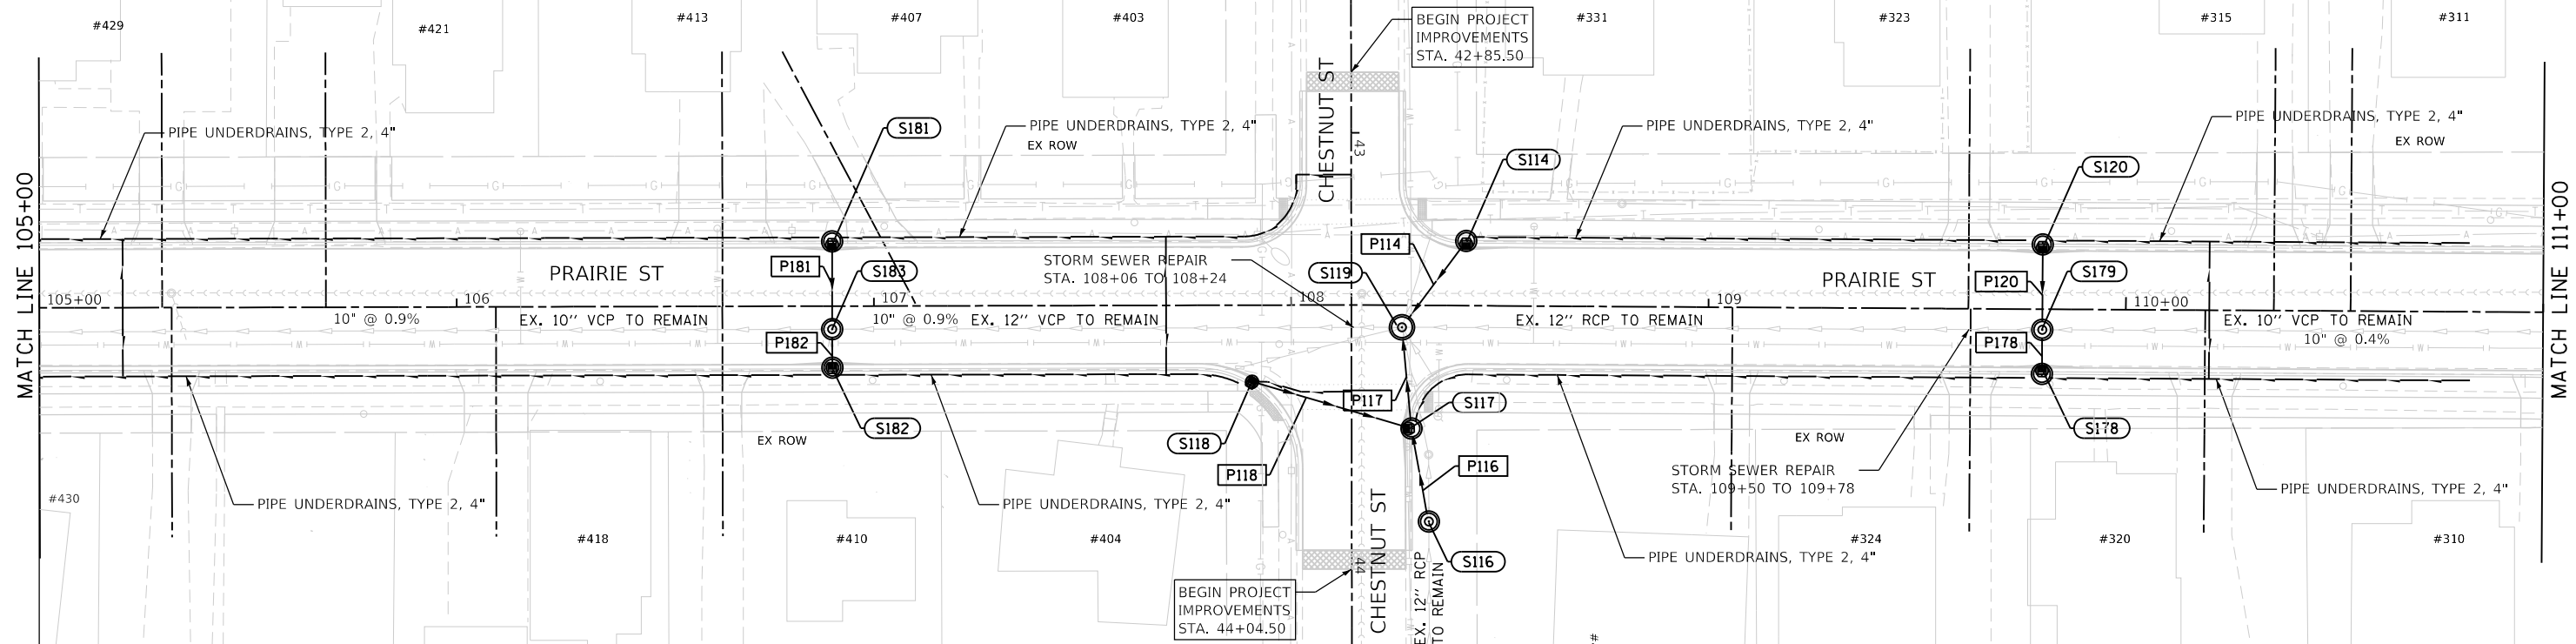 #429
#421
#413
#407
#403
BEGIN PROJECT
IMPROVEMENTS
STA. 42+85.50
#331
#323
#315
#311
PIPE UNDERDRAINS, TYPE 2, 4"
S181
PIPE UNDERDRAINS, TYPE 2, 4"
EX ROW
CHESTNUT ST
43
PIPE UNDERDRAINS, TYPE 2, 4"
S114
PIPE UNDERDRAINS, TYPE 2, 4"
EX ROW
S120
MATCH LINE 105+00
MATCH LINE 111+00
PRAIRIE ST
P181
S183
STORM SEWER REPAIR
STA. 108+06 TO 108+24
P114
S119
PRAIRIE ST
P120
S179
105+00
106
107
108
109
110+00
10" @ 0.9%
EX. 10" VCP TO REMAIN
10" @ 0.9%
EX. 12" VCP TO REMAIN
EX. 12" RCP TO REMAIN
EX. 10" VCP TO REMAIN
10" @ 0.4%
P182
P178
P117
S117
S182
S118
S178
EX ROW
EX ROW
P118
P116
STORM SEWER REPAIR
STA. 109+50 TO 109+78
#430
PIPE UNDERDRAINS, TYPE 2, 4"
PIPE UNDERDRAINS, TYPE 2, 4"
PIPE UNDERDRAINS, TYPE 2, 4"
#418
#410
#404
CHESTNUT ST
44
S116
PIPE UNDERDRAINS, TYPE 2, 4"
#324
#320
#310
BEGIN PROJECT
IMPROVEMENTS
STA. 44+04.50
EX. 12" RCP
TO REMAIN
#